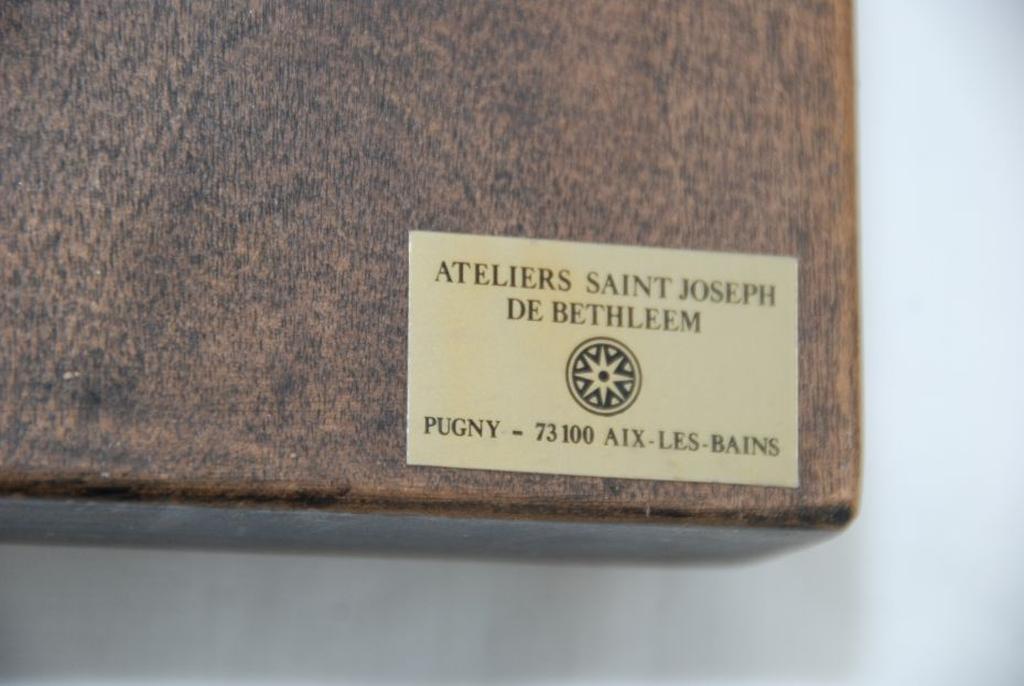 ATELIERS SAINT JOSEPH
DE BETHLEEM
PUGNY - 73100 AIX-LES-BAINS